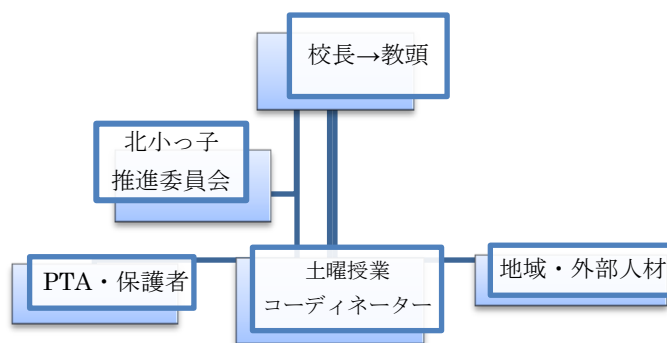 校長→教頭
北小っ子
推進委員会
PTA・保護者
土曜授業
コーディネーター
地域・外部人材